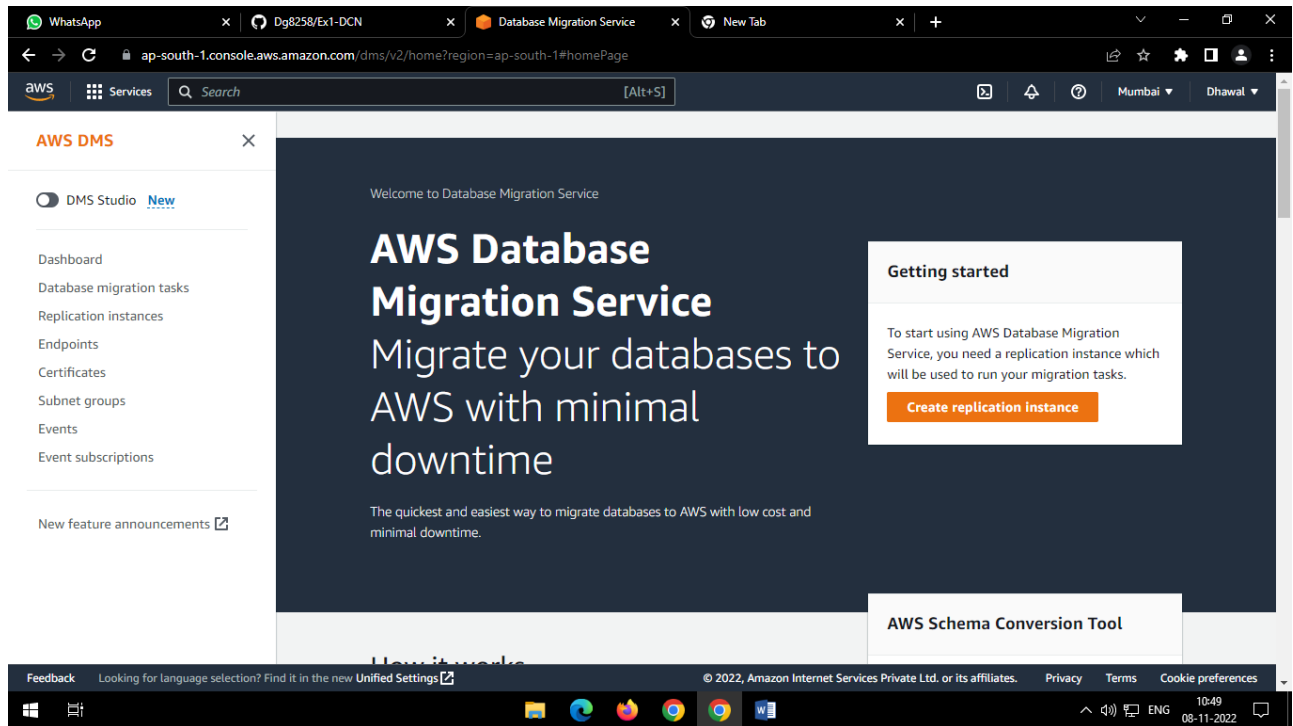 WhatsApp
Dg8258/Ex1-DCN
Database Migration Service
New Tab
ap-south-1.console.aws.amazon.com/dms/v2/home?region=ap-south-1#homePage
aws
Services
Search
[Alt+S]
Mumbai
Dhawal
AWS DMS
DMS Studio New
Dashboard
Database migration tasks
Replication instances
Endpoints
Certificates
Subnet groups
Events
Event subscriptions
New feature announcements
Welcome to Database Migration Service
AWS Database
Migration Service
Migrate your databases to
AWS with minimal
downtime
The quickest and easiest way to migrate databases to AWS with low cost and
minimal downtime.
Getting started
To start using AWS Database Migration
Service, you need a replication instance which
will be used to run your migration tasks.
Create replication instance
AWS Schema Conversion Tool
How it works
Feedback
Looking for language selection? Find it in the new Unified Settings
© 2022, Amazon Internet Services Private Ltd. or its affiliates.
Privacy
Terms
Cookie preferences
ENG
10:49
08-11-2022